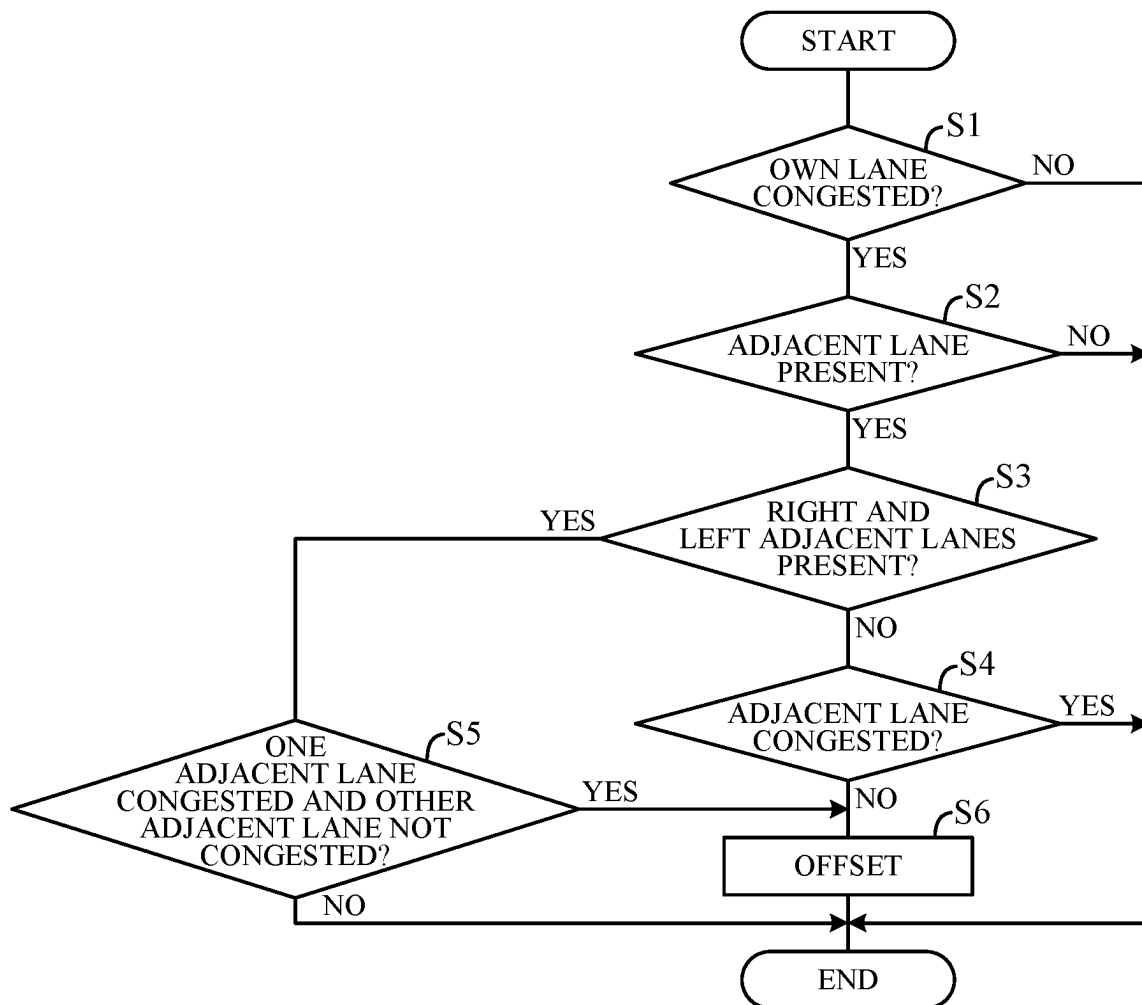 START
S1
OWN LANE
CONGESTED?
NO
YES
S2
ADJACENT LANE
PRESENT?
NO
YES
S3
RIGHT AND
LEFT ADJACENT LANES
PRESENT?
YES
NO
S4
ADJACENT LANE
CONGESTED?
YES
NO
S5
ONE
ADJACENT LANE
CONGESTED AND OTHER
ADJACENT LANE NOT
CONGESTED?
YES
NO
S6
OFFSET
END